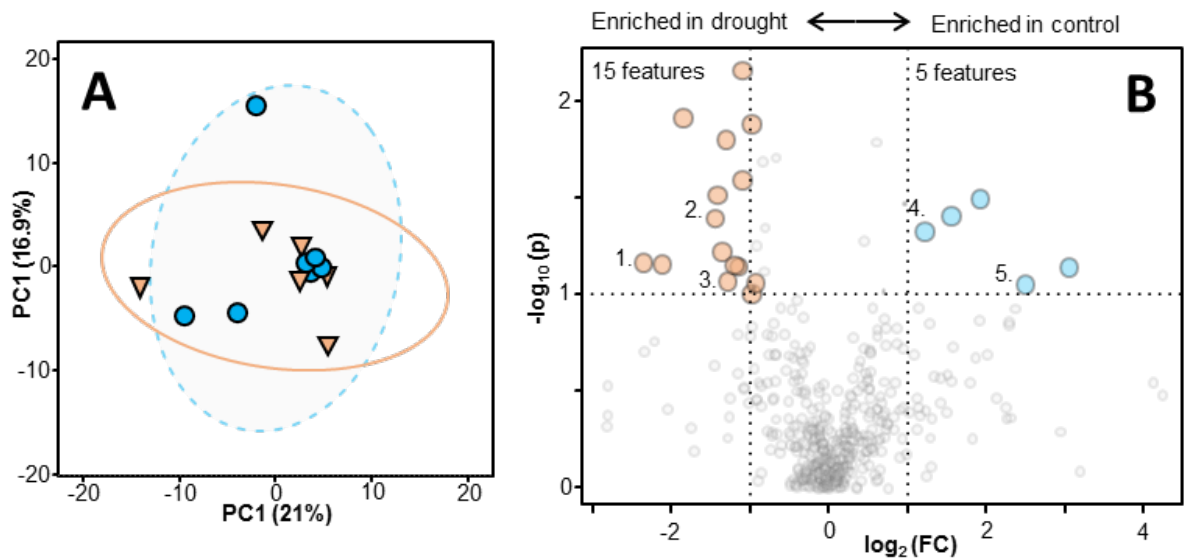 A
20
10
0
-10
-20
-20
-10
0
10
20
PC1 (16.9%)
PC1 (21%)
Enriched in drought
Enriched in control
15 features
5 features
B
2
1
0
-2
0
2
4
1.
2.
3.
4.
5.
-log10 (p)
log2 (FC)